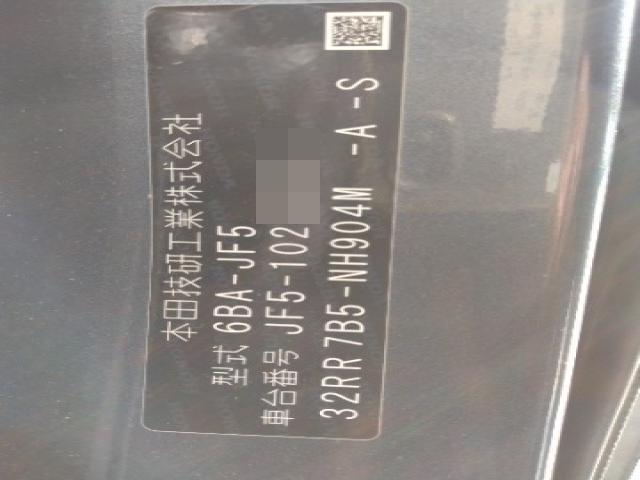 本田技研工業株式会社
型式 6BA-JF5
車台番号 JF5-102
32RR 7B5-NH904M -A-S